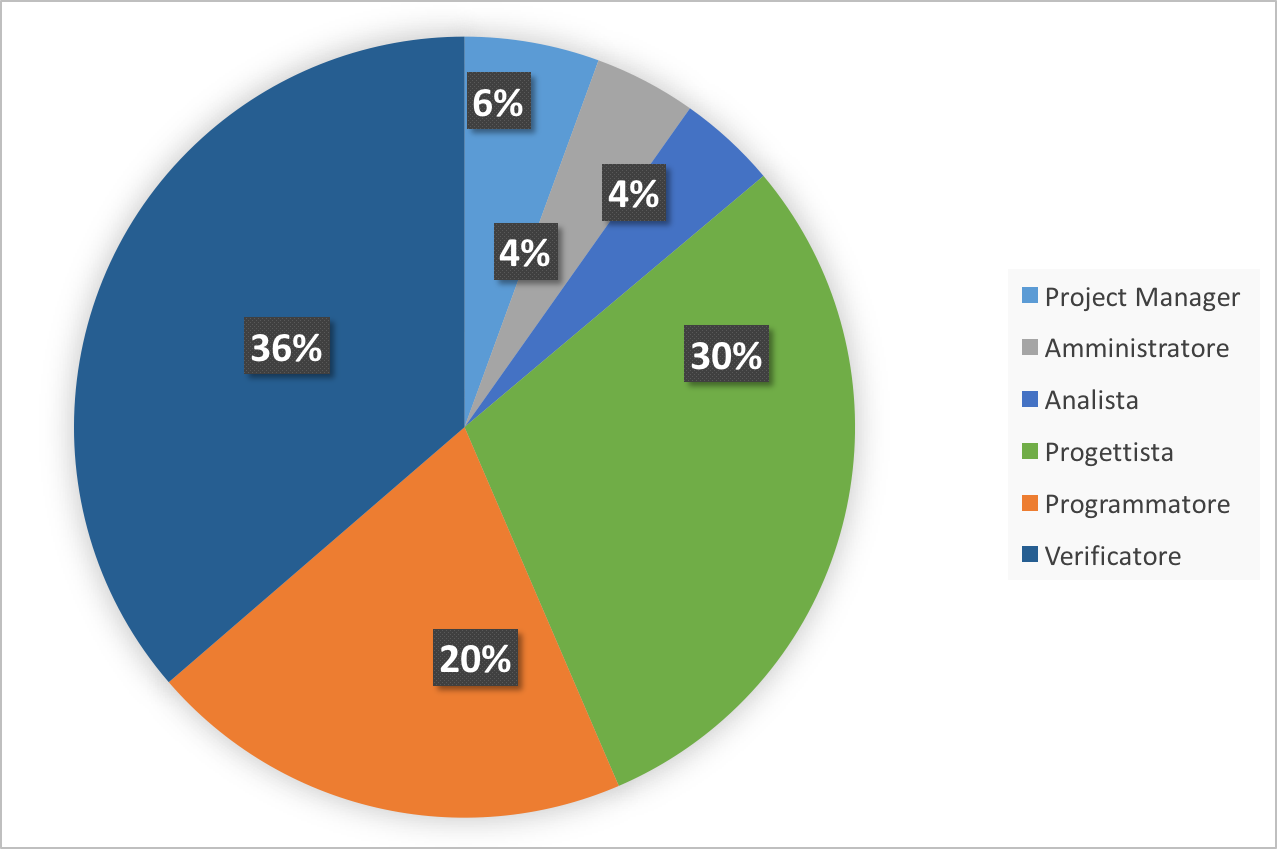 6%
4%
4%
30%
36%
20%
Project Manager
Amministratore
Analista
Progettista
Programmatore
Verificatore